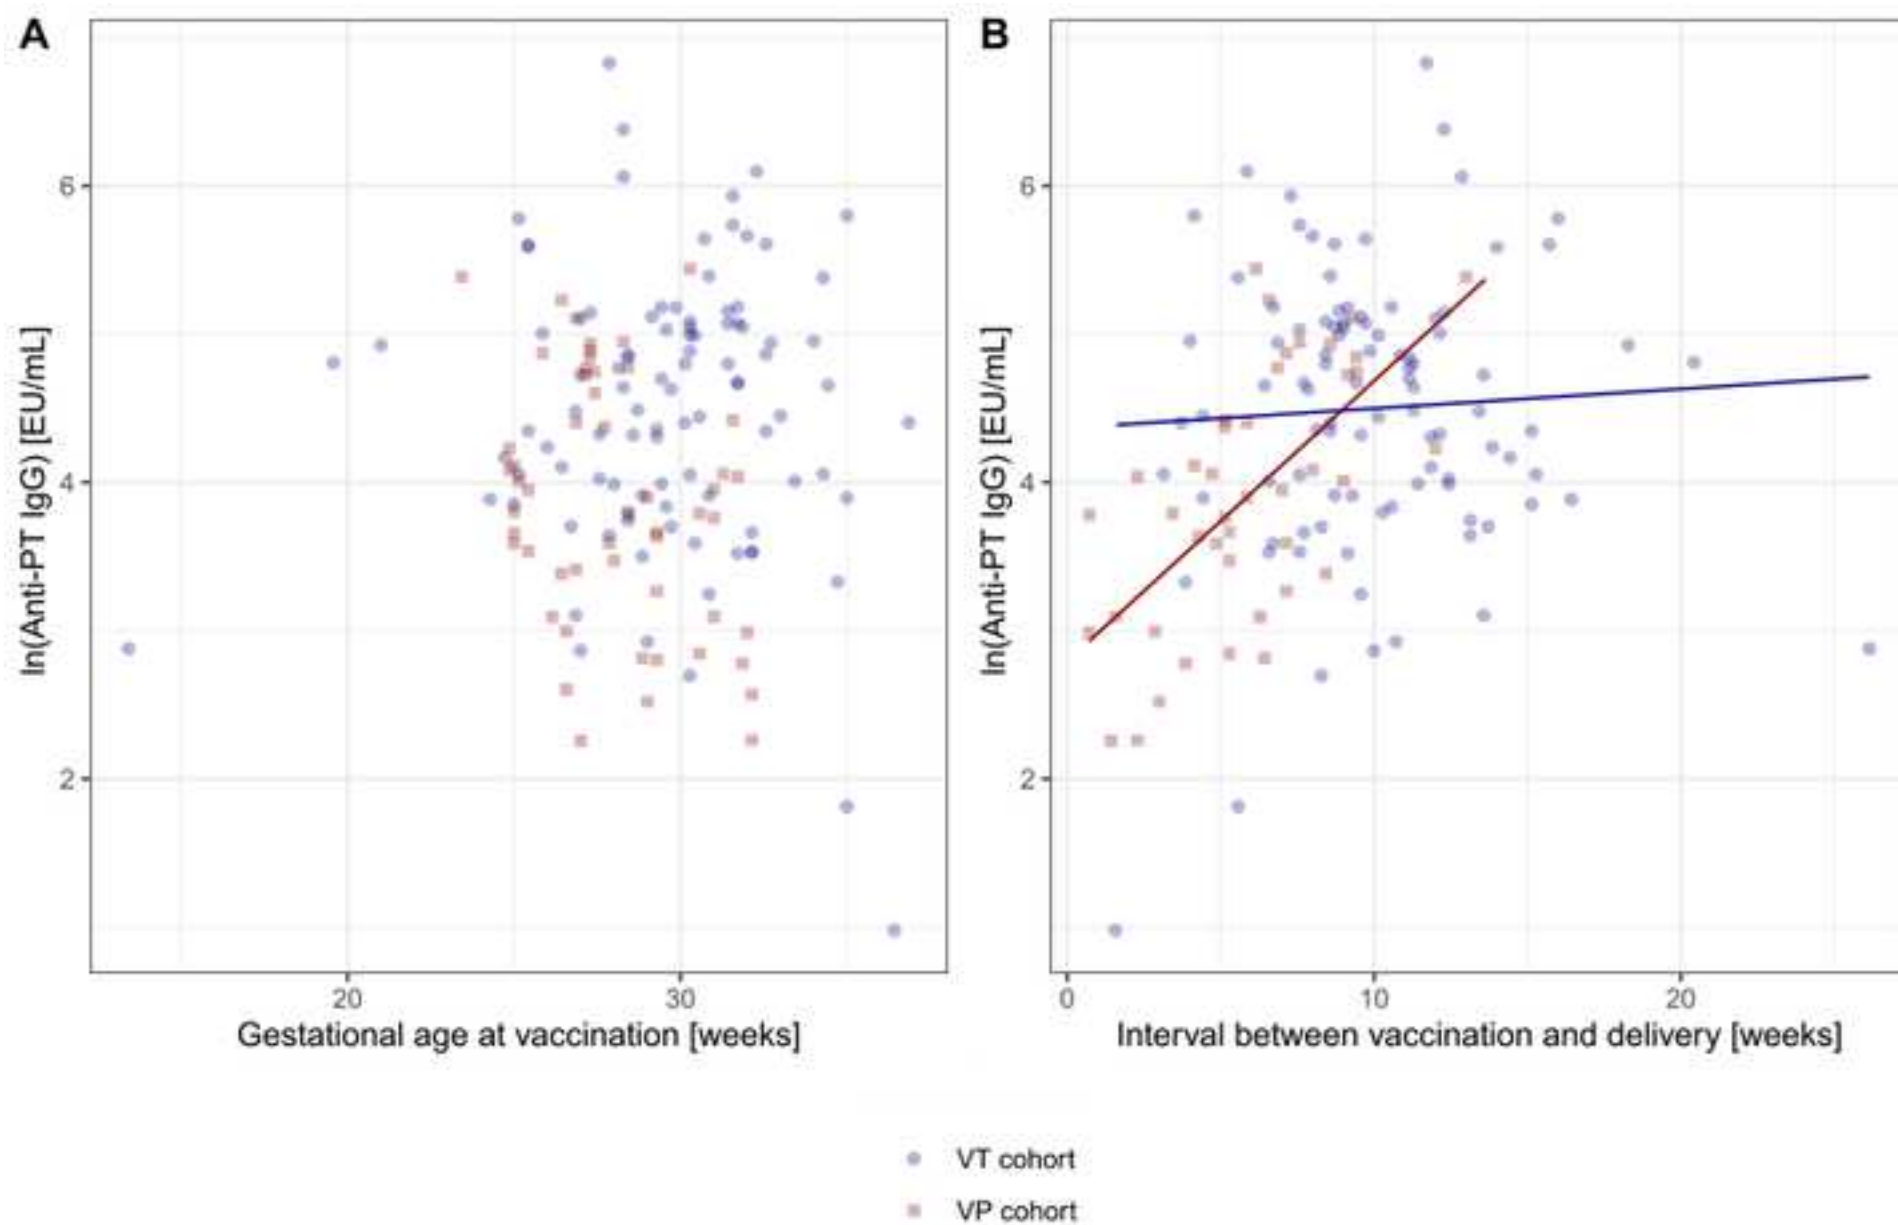 A
B
ln(Anti-PT IgG) [EU/mL]
6
4
2
20
30
Gestational age at vaccination [weeks]
ln(Anti-PT IgG) [EU/mL]
6
4
2
0
10
20
Interval between vaccination and delivery [weeks]
VT cohort
VP cohort